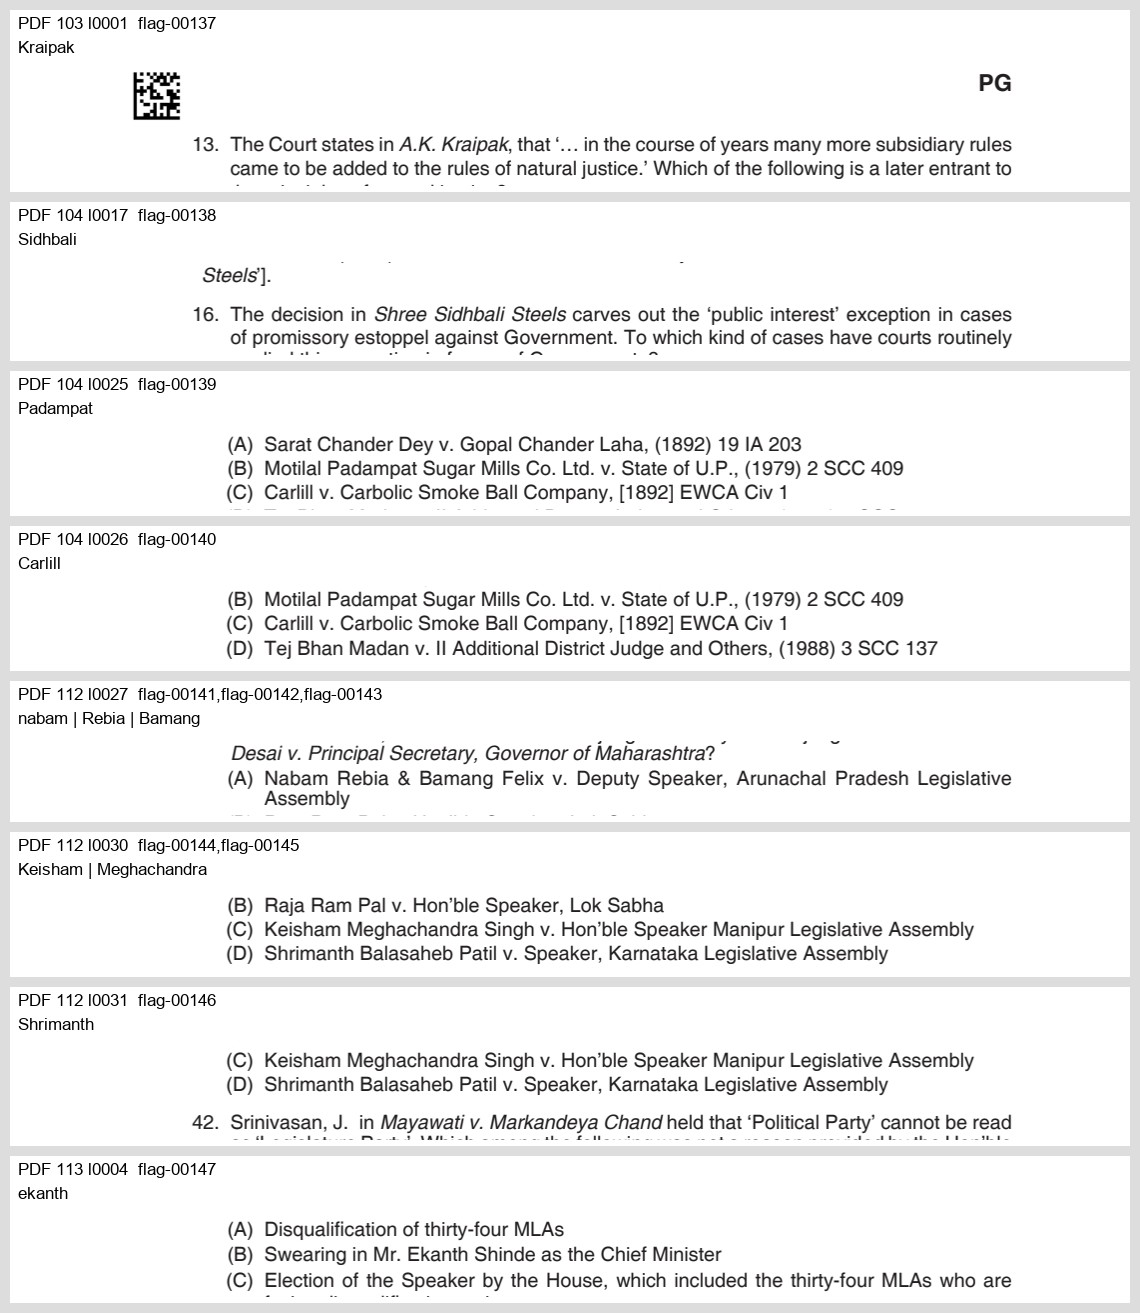 PDF 103 l0001 flag-00137
Kraipak
PG
13. The Court states in A.K. Kraipak, that ‘… in the course of years many more subsidiary rules
came to be added to the rules of natural justice.’ Which of the following is a later entrant to
PDF 104 l0017 flag-00138
Sidhbali
Steels’].
16. The decision in Shree Sidhbali Steels carves out the ‘public interest’ exception in cases
of promissory estoppel against Government. To which kind of cases have courts routinely
PDF 104 l0025 flag-00139
Padampat
(A) Sarat Chander Dey v. Gopal Chander Laha, (1892) 19 IA 203
(B) Motilal Padampat Sugar Mills Co. Ltd. v. State of U.P., (1979) 2 SCC 409
(C) Carlill v. Carbolic Smoke Ball Company, [1892] EWCA Civ 1
PDF 104 l0026 flag-00140
Carlill
(B) Motilal Padampat Sugar Mills Co. Ltd. v. State of U.P., (1979) 2 SCC 409
(C) Carlill v. Carbolic Smoke Ball Company, [1892] EWCA Civ 1
(D) Tej Bhan Madan v. II Additional District Judge and Others, (1988) 3 SCC 137
PDF 112 l0027 flag-00141,flag-00142,flag-00143
nabam | Rebia | Bamang
Desai v. Principal Secretary, Governor of Maharashtra?
(A) Nabam Rebia & Bamang Felix v. Deputy Speaker, Arunachal Pradesh Legislative
Assembly
PDF 112 l0030 flag-00144,flag-00145
Keisham | Meghachandra
(B) Raja Ram Pal v. Hon’ble Speaker, Lok Sabha
(C) Keisham Meghachandra Singh v. Hon’ble Speaker Manipur Legislative Assembly
(D) Shrimanth Balasaheb Patil v. Speaker, Karnataka Legislative Assembly
PDF 112 l0031 flag-00146
Shrimanth
(C) Keisham Meghachandra Singh v. Hon’ble Speaker Manipur Legislative Assembly
(D) Shrimanth Balasaheb Patil v. Speaker, Karnataka Legislative Assembly
42. Srinivasan, J. in Mayawati v. Markandeya Chand held that ‘Political Party’ cannot be read
PDF 113 l0004 flag-00147
ekanth
(A) Disqualification of thirty-four MLAs
(B) Swearing in Mr. Ekanth Shinde as the Chief Minister
(C) Election of the Speaker by the House, which included the thirty-four MLAs who are